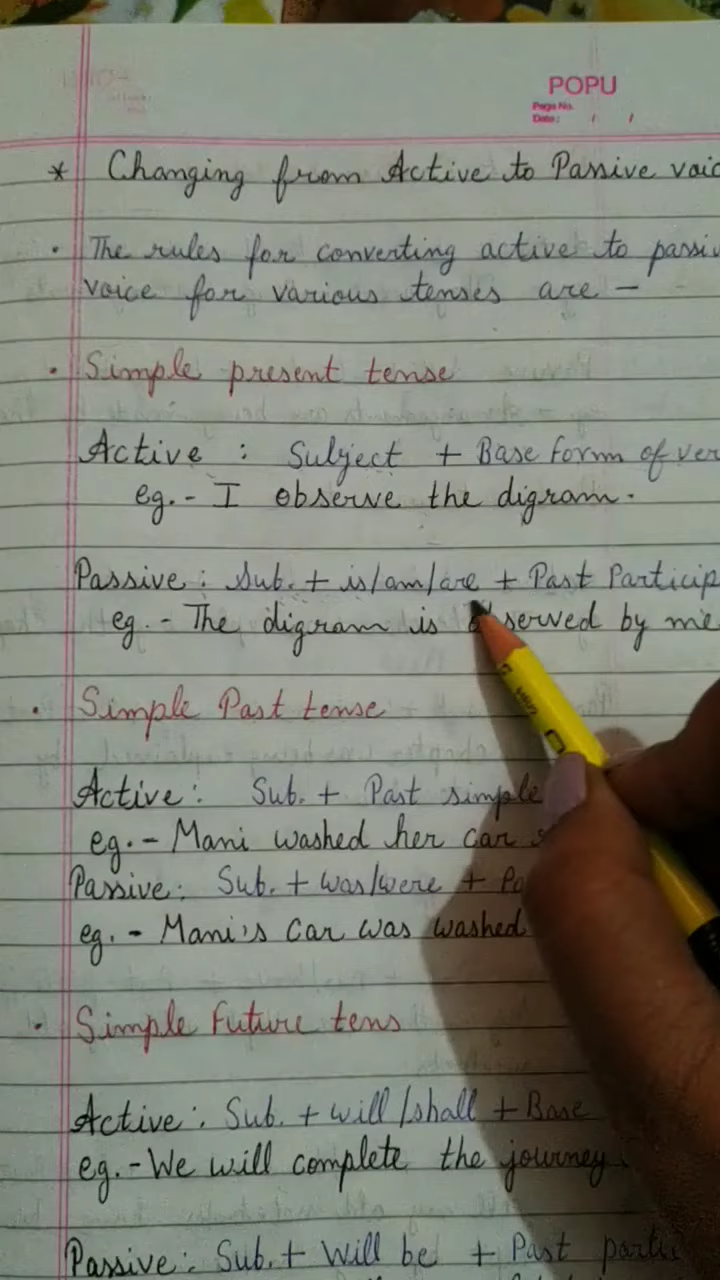 POPU
Page No.
Date: / /
* Changing from Active to Passive
• The rules for converting active to
voice for various tenses are -
• Simple present tense
Active : Subject + Base form of
eg. - I observe the digram.
Passive : Sub. + is/am/are + Past
eg. - The digram is observed by me
• Simple Past tense
Active : Sub. + Past simple
eg. - Mani washed her car
Passive : Sub. + was/were +
eg. - Mani's car was washed
• Simple Future tens
Active : Sub. + will/shall + Base
eg. - We will complete the journey
Passive : Sub. + will be + Past